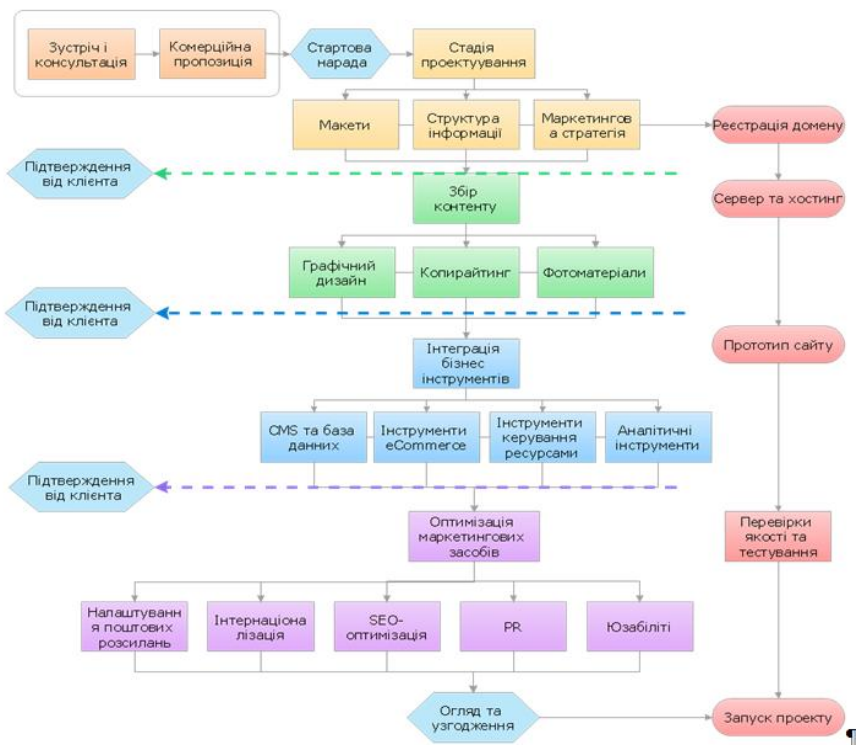 Зустріч і
консультація
Комерційна
пропозиція
Стартова
нарада
Стадія
проектуування
Макети
Структура
інформації
Маркетингов
а стратегія
Реєстрація домену
Підтвердження
від клієнта
Збір
контенту
Сервер та хостинг
Графічний
дизайн
Копирайтинг
Фотоматеріали
Підтвердження
від клієнта
Прототип сайту
Інтеграція
бізнес
інструментів
CMS та база
данних
Інструменти
eCommerce
Інструменти
керування
ресурсами
Аналітичні
інструменти
Підтвердження
від клієнта
Оптимізація
маркетингових
засобів
Перевірки
якості та
тестування
Налаштуванн
я поштових
розсилань
Інтернаціона
лізація
SEO-
оптимізація
PR
Юзабіліті
Огляд та
узгодження
Запуск проекту
¶